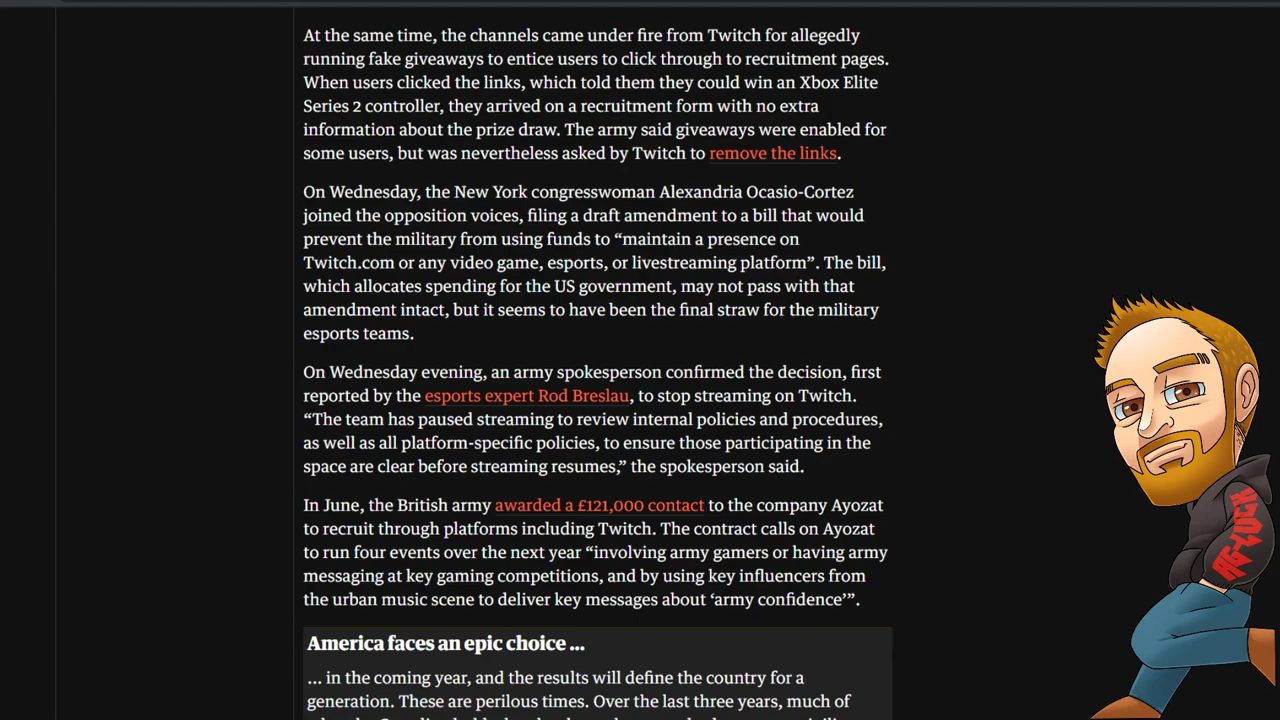 At the same time, the channels came under fire from Twitch for allegedly
running fake giveaways to entice users to click through to recruitment pages.
When users clicked the links, which told them they could win an Xbox Elite
Series 2 controller, they arrived on a recruitment form with no extra
information about the prize draw. The army said giveaways were enabled for
some users, but was nevertheless asked by Twitch to remove the links.
On Wednesday, the New York congresswoman Alexandria Ocasio-Cortez
joined the opposition voices, filing a draft amendment to a bill that would
prevent the military from using funds to “maintain a presence on
Twitch.com or any video game, esports, or livestreaming platform”. The bill,
which allocates spending for the US government, may not pass with that
amendment intact, but it seems to have been the final straw for the military
esports teams.
On Wednesday evening, an army spokesperson confirmed the decision, first
reported by the esports expert Rod Breslau, to stop streaming on Twitch.
“The team has paused streaming to review internal policies and procedures,
as well as all platform-specific policies, to ensure those participating in the
space are clear before streaming resumes,” the spokesperson said.
In June, the British army awarded a £121,000 contact to the company Ayozat
to recruit through platforms including Twitch. The contract calls on Ayozat
to run four events over the next year “involving army gamers or having army
messaging at key gaming competitions, and by using key influencers from
the urban music scene to deliver key messages about ‘army confidence’”.
America faces an epic choice ...
... in the coming year, and the results will define the country for a
generation. These are perilous times. Over the last three years, much of